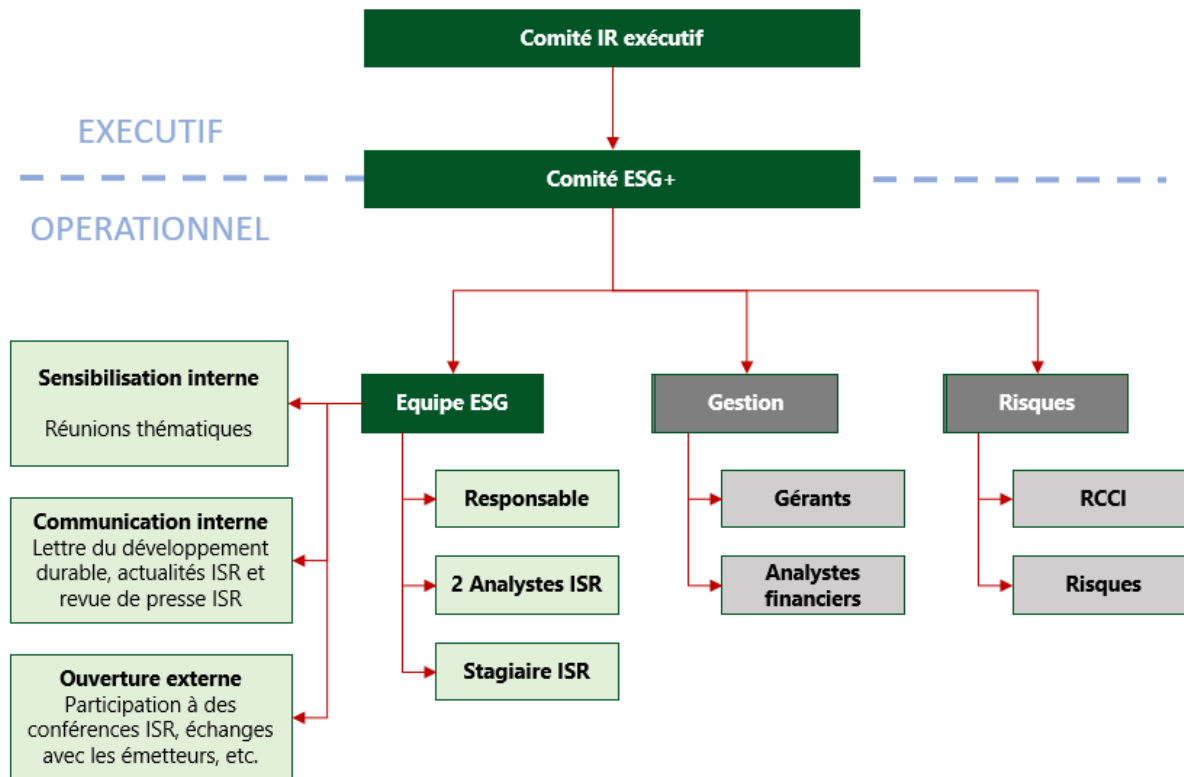 Comité IR exécutif
EXECUTIF
Comité ESG+
OPERATIONNEL
Sensibilisation interne
Réunions thématiques
Communication interne
Lettre du développement
durable, actualités ISR et
revue de presse ISR
Ouverture externe
Participation à des
conférences ISR, échanges
avec les émetteurs, etc.
Equipe ESG
Responsable
2 Analystes ISR
Stagiaire ISR
Gestion
Gérants
Analystes
financiers
Risques
RCCI
Risques